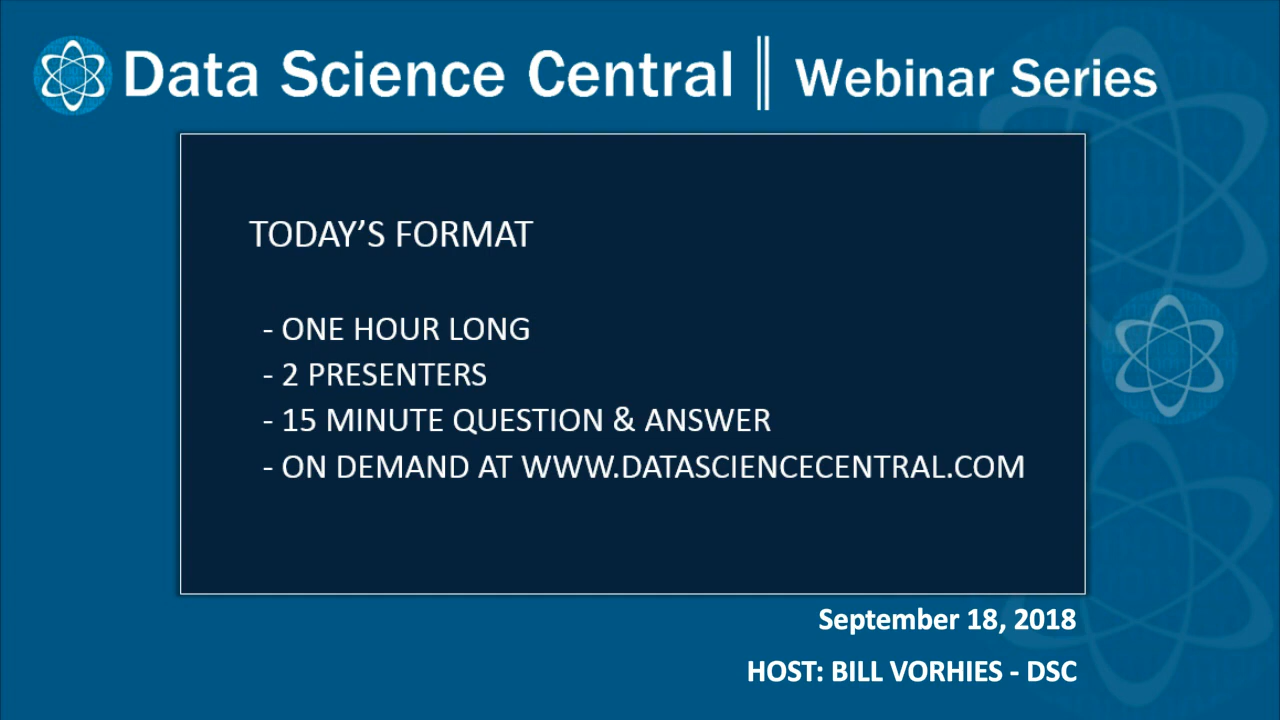 Data Science Central || Webinar Series
TODAY'S FORMAT
- ONE HOUR LONG
- 2 PRESENTERS
- 15 MINUTE QUESTION & ANSWER
- ON DEMAND AT WWW.DATASCIENCECENTRAL.COM
September 18, 2018
HOST: BILL VORHIES - DSC